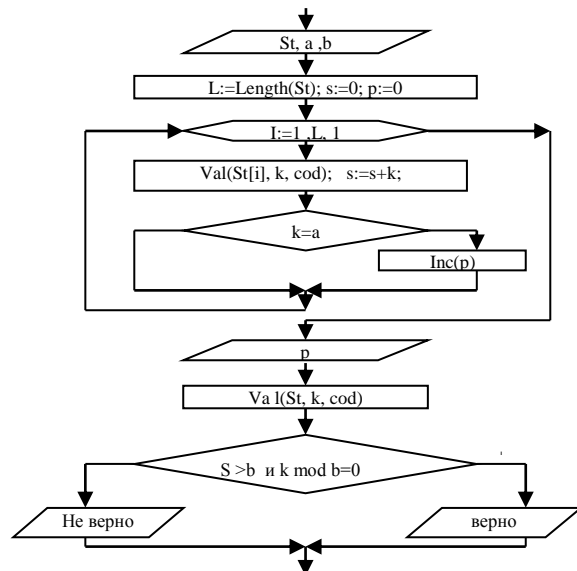 St, a ,b
L:=Length(St); s:=0; p:=0
I:=1 ,L, 1
Val(St[i], k, cod); s:=s+k;
k=a
Inc(p)
p
Va l(St, k, cod)
S >b и k mod b=0
Не верно
верно